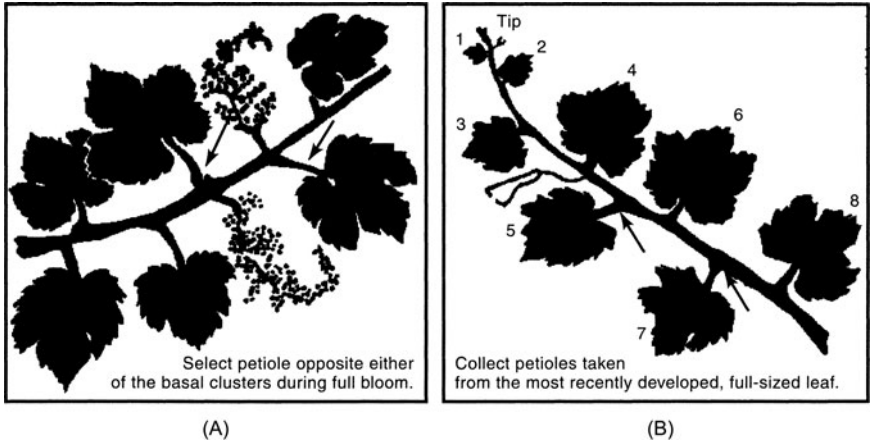 Select petiole opposite either
of the basal clusters during full bloom.
(A)
Tip
1
2
3
4
5
6
7
8
Collect petioles taken
from the most recently developed, full-sized leaf.
(B)